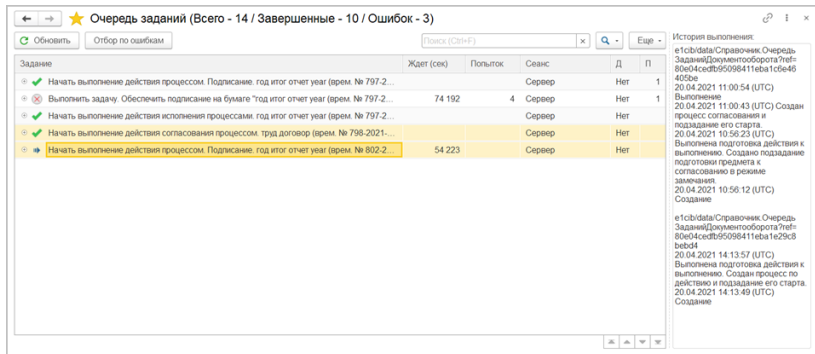 Очередь заданий (Всего - 14 / Завершенные - 10 / Ошибок - 3)
Обновить Отбор по ошибкам Поиск (Ctrl+F) × Еще
Задание Ждет (сек) Попыток Сеанс Д П
Начать выполнение действия процессом. Подписание. год итог отчет year (врем. № 797-2... Сервер Нет 1
Выполнить задачу. Обеспечить подписание на бумаге "год итог отчет year (врем. № 797-2... 74 192 4 Сервер Нет 1
Начать выполнение действия исполнения процессами. год итог отчет year (врем. № 797-2... Сервер Нет
Начать выполнение действия согласования процессом. труд договор (врем. № 798-2021-... Сервер Нет
Начать выполнение действия процессом. Подписание. год итог отчет year (врем. № 802-2... 54 223 Сервер Нет
История выполнения:
e1cib/data/Справочник.Очередь
ЗаданийДокументооборота?ref=
80e04cedfb95098411eba1c6e46
405be
20.04.2021 11:00:54 (UTC)
Выполнение
20.04.2021 11:00:43 (UTC) Создан
процесс согласования и
подзадание его старта.
20.04.2021 10:56:23 (UTC)
Выполнена подготовка действия к
выполнению. Создано подзадание
подготовки предмета к
согласованию в режиме
замечания.
20.04.2021 10:56:12 (UTC)
Создание
e1cib/data/Справочник.Очередь
ЗаданийДокументооборота?ref=
80e04cedfb95098411eba1e29c8
bebd4
20.04.2021 14:13:57 (UTC)
Выполнена подготовка действия к
выполнению. Создан процесс по
действию и подзадание его старта.
20.04.2021 14:13:49 (UTC)
Создание